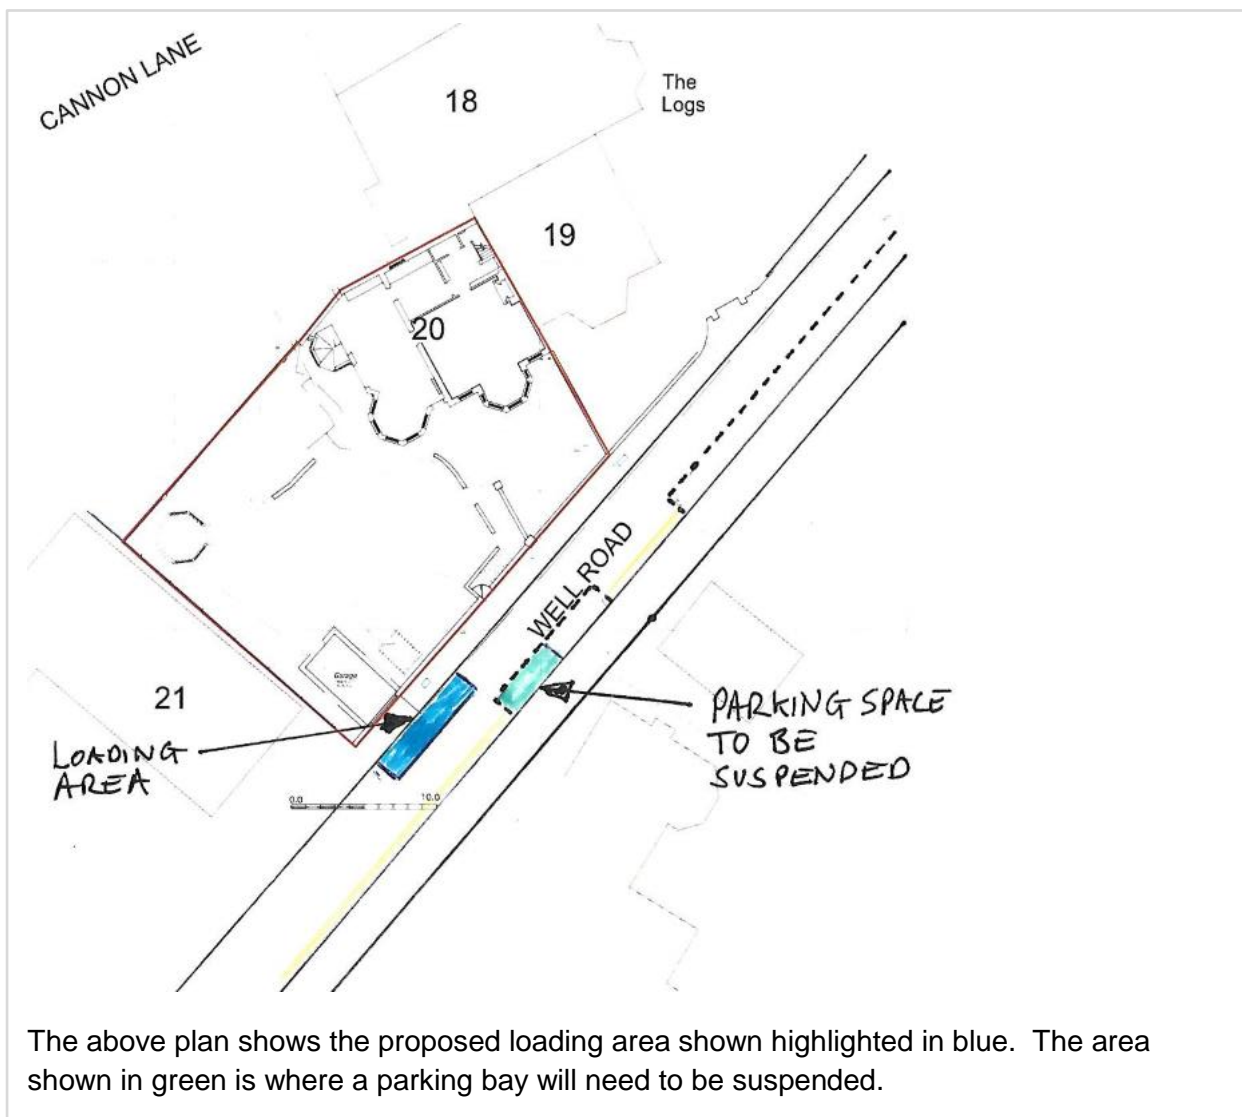 CANNON LANE
18
The
Logs
19
20
WELL ROAD
21
Garage
LOADING
AREA
PARKING SPACE
TO BE
SUSPENDED
0.0
10.0
The above plan shows the proposed loading area shown highlighted in blue. The area
shown in green is where a parking bay will need to be suspended.